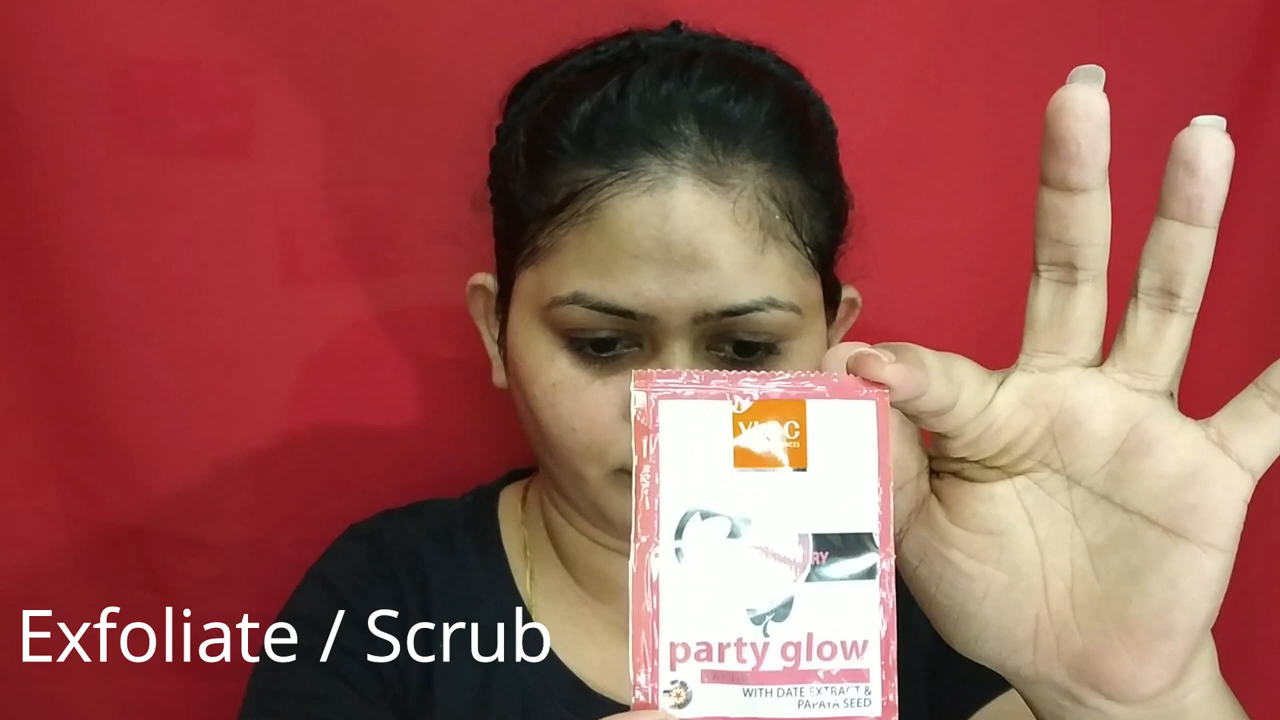 party glow
WITH DATE EXTRACT &
PAPAYA SEED
Exfoliate / Scrub